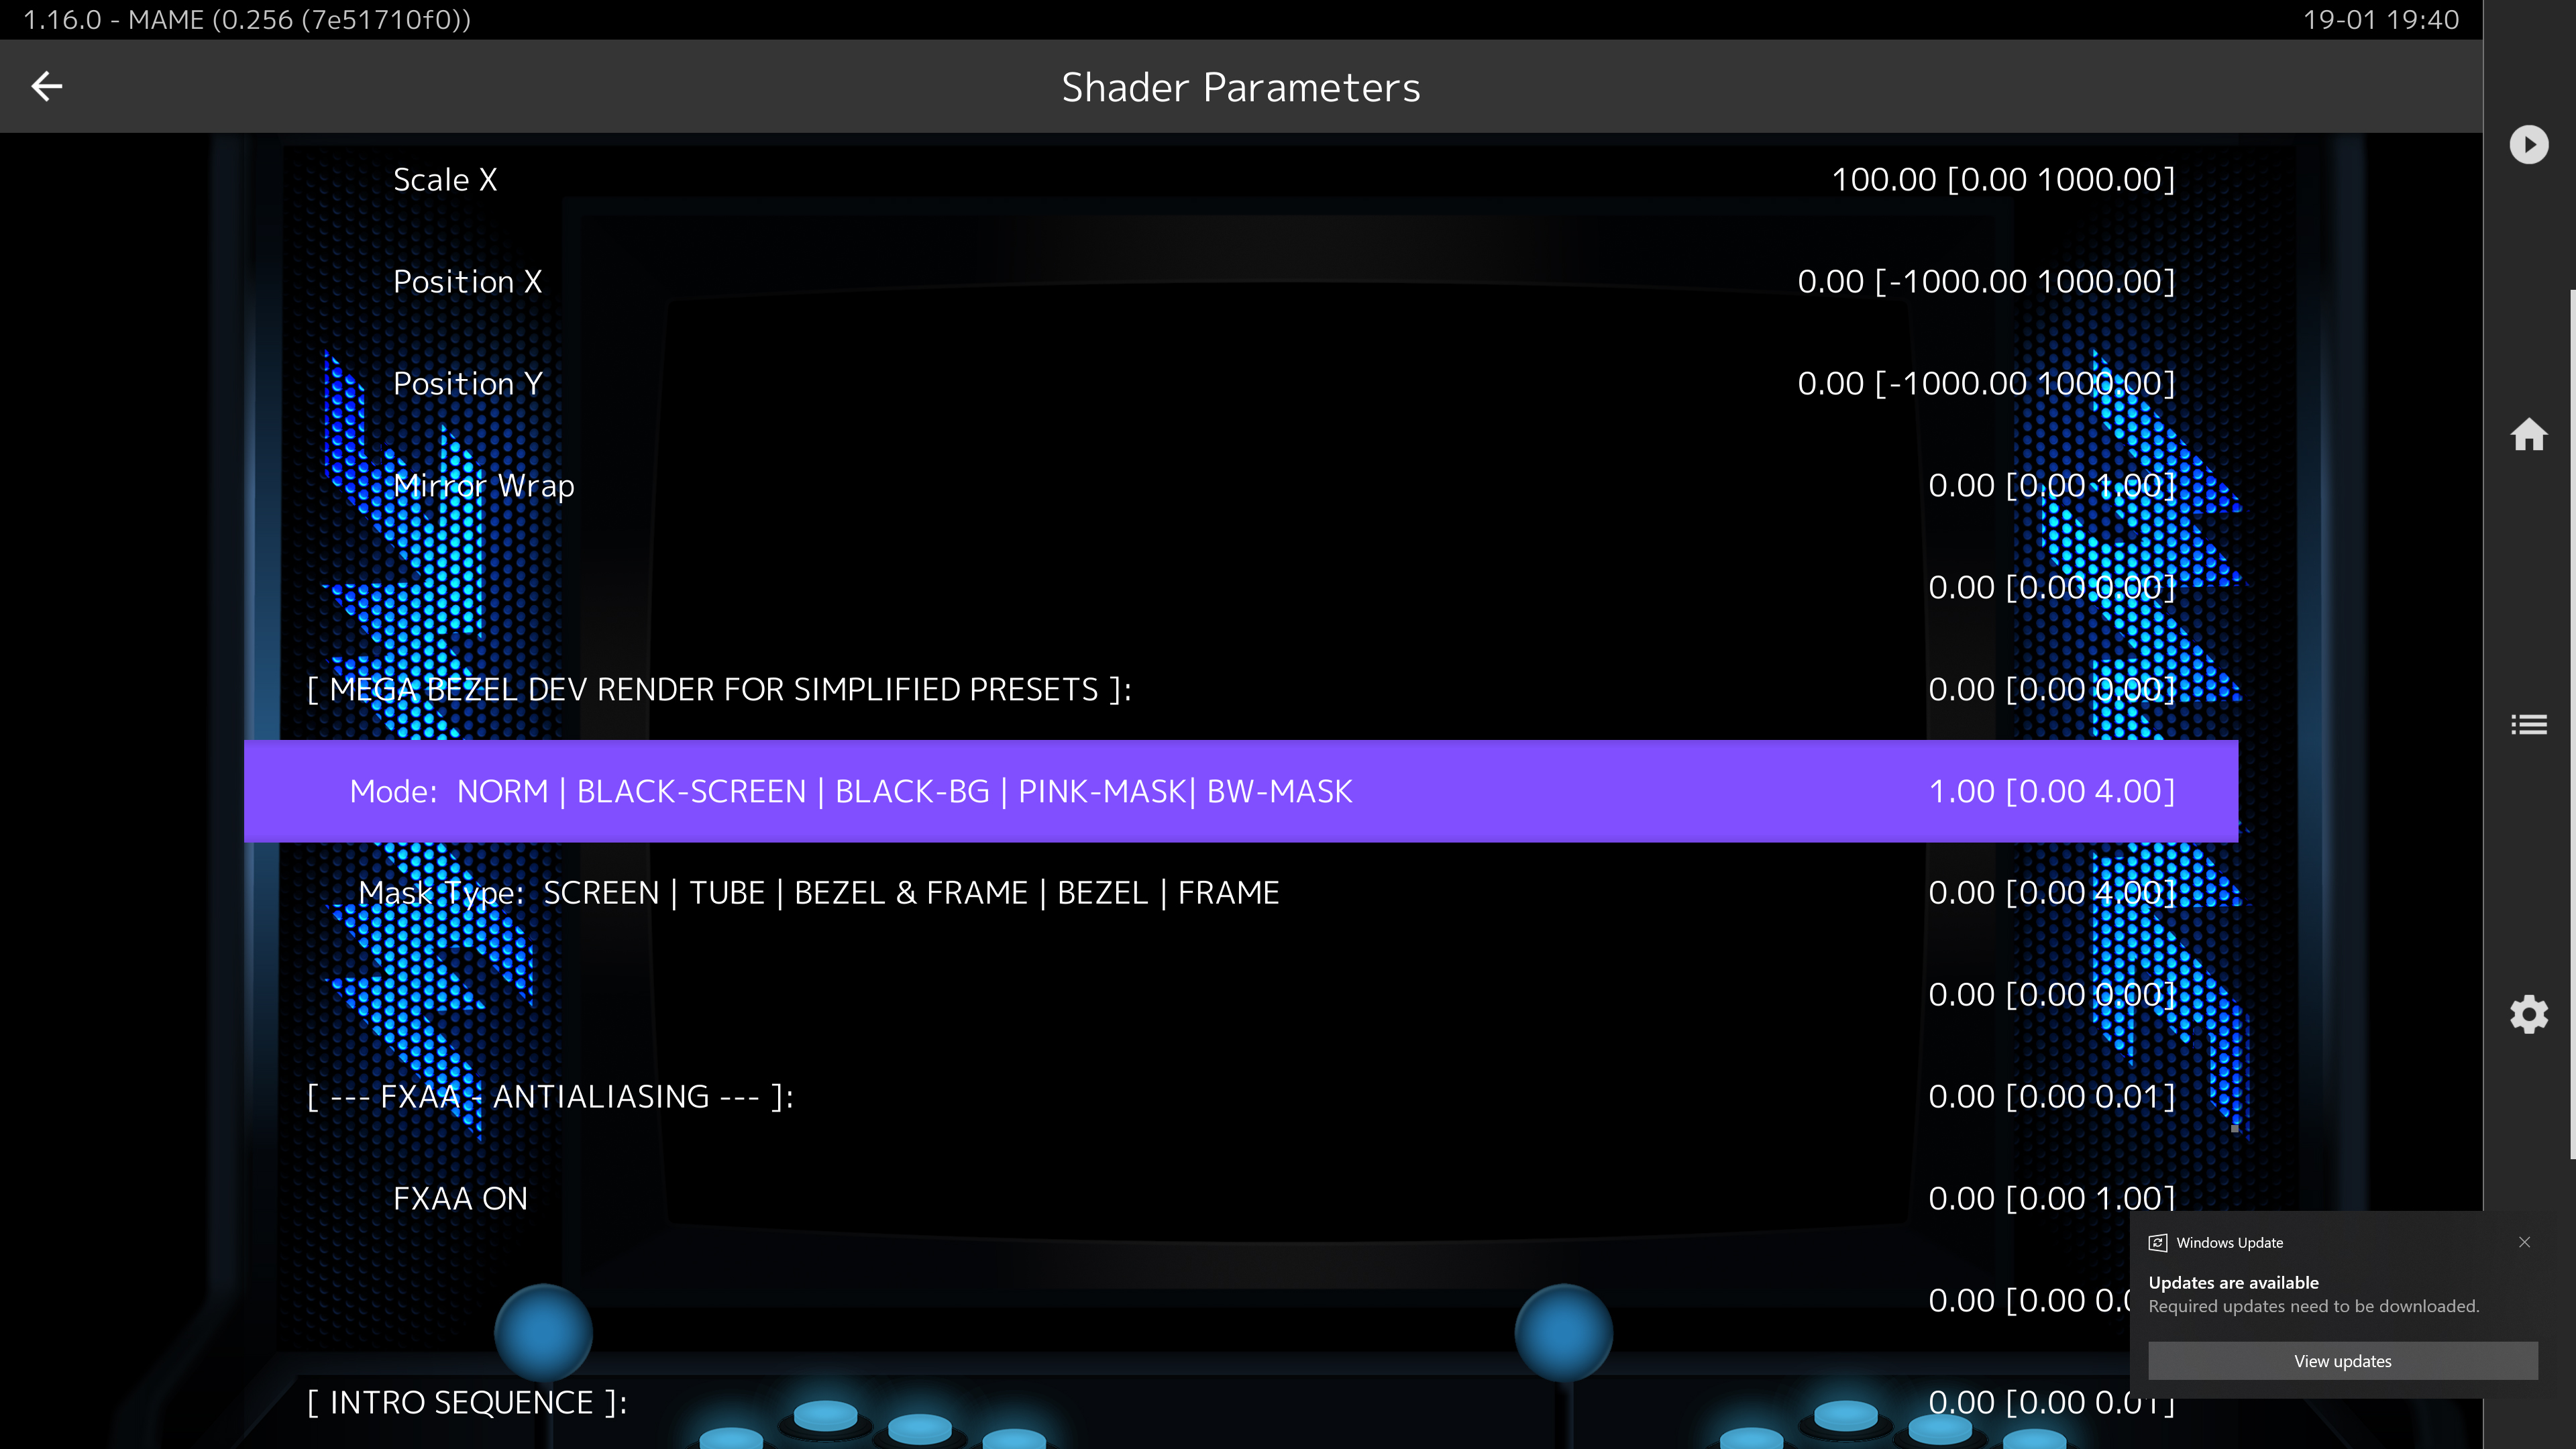 1.16.0 - MAME (0.256 (7e51710f0))
19-01 19:40
Shader Parameters
Scale X 100.00 [0.00 1000.00]
Position X 0.00 [-1000.00 1000.00]
Position Y 0.00 [-1000.00 1000.00]
Mirror Wrap 0.00 [0.00 1.00]
0.00 [0.00 0.00]
[ MEGA BEZEL DEV RENDER FOR SIMPLIFIED PRESETS ]: 0.00 [0.00 0.00]
Mode: NORM | BLACK-SCREEN | BLACK-BG | PINK-MASK| BW-MASK 1.00 [0.00 4.00]
Mask Type: SCREEN | TUBE | BEZEL & FRAME | BEZEL | FRAME 0.00 [0.00 4.00]
0.00 [0.00 0.00]
[ --- FXAA - ANTIALIASING --- ]: 0.00 [0.00 0.01]
FXAA ON 0.00 [0.00 1.00]
0.00 [0.00
[ INTRO SEQUENCE ]: 0.00 [0.00 0.01]
Windows Update
Updates are available
Required updates need to be downloaded.
View updates